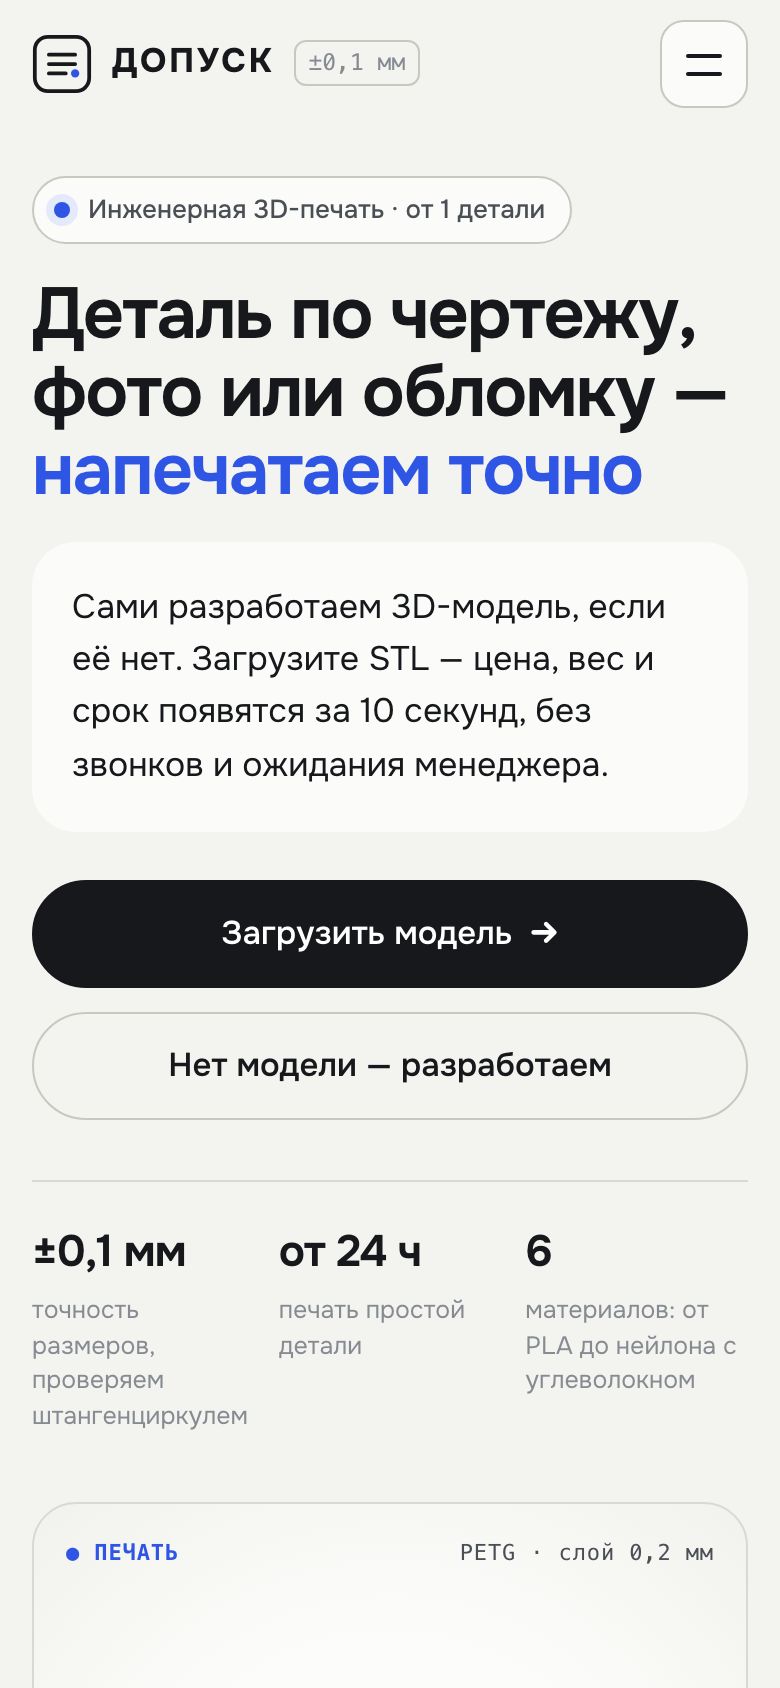 ДОПУСК ±0,1 мм
Инженерная 3D-печать · от 1 детали
Деталь по чертежу,
фото или обломку —
напечатаем точно
Сами разработаем 3D-модель, если
её нет. Загрузите STL — цена, вес и
срок появятся за 10 секунд, без
звонков и ожидания менеджера.
Загрузить модель →
Нет модели — разработаем
±0,1 мм
точность
размеров,
проверяем
штангенциркулем
от 24 ч
печать простой
детали
6
материалов: от
PLA до нейлона с
углеволокном
ПЕЧАТЬ
PETG · слой 0,2 мм